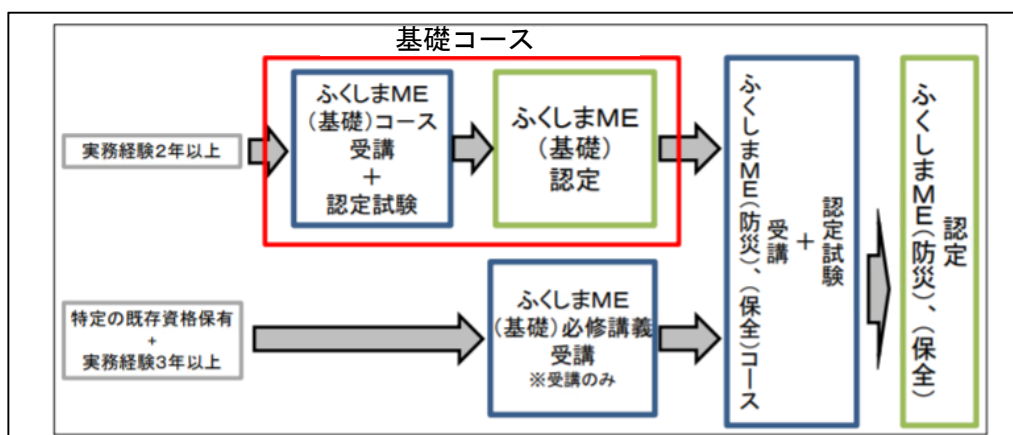 基礎コース
実務経験2年以上
ふくしまME
(基礎)コース
受講
+
認定試験
ふくしまME
(基礎)
認定
特定の既存資格保有
+
実務経験3年以上
ふくしまME
(基礎)必修講義
受講
※受講のみ
ふくしまME(防災)、(保全)コース
受講
+
認定試験
ふくしまME(防災)、(保全)
認定